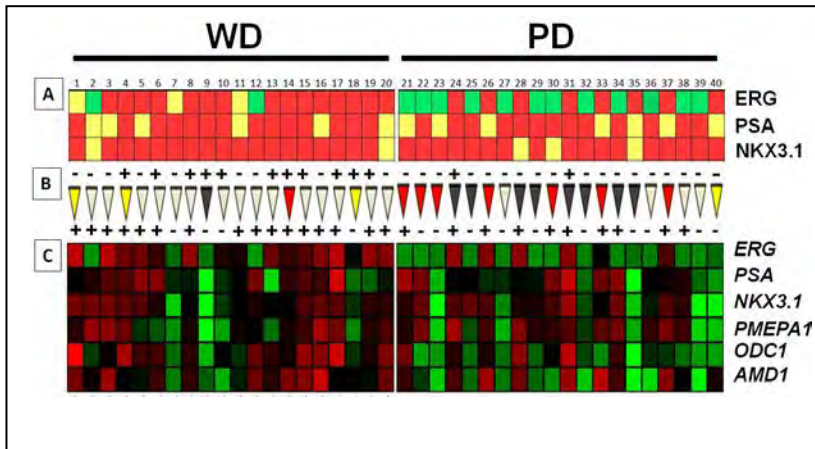 WD PD
1 2 3 4 5 6 7 8 9 10 11 12 13 14 15 16 17 18 19 20 21 22 23 24 25 26 27 28 29 30 31 32 33 34 35 36 37 38 39 40
A ERG
PSA
NKX3.1
- - - + - + - + + + - - + + + - + + + - - - - + - - - - - - + - - - - - - - - -
B
+ + + + + + - + - - + + + + + + + - + + + - - + - + - - - + + - + - - - + + - -
C ERG
PSA
NKX3.1
PMEPA1
ODC1
AMD1